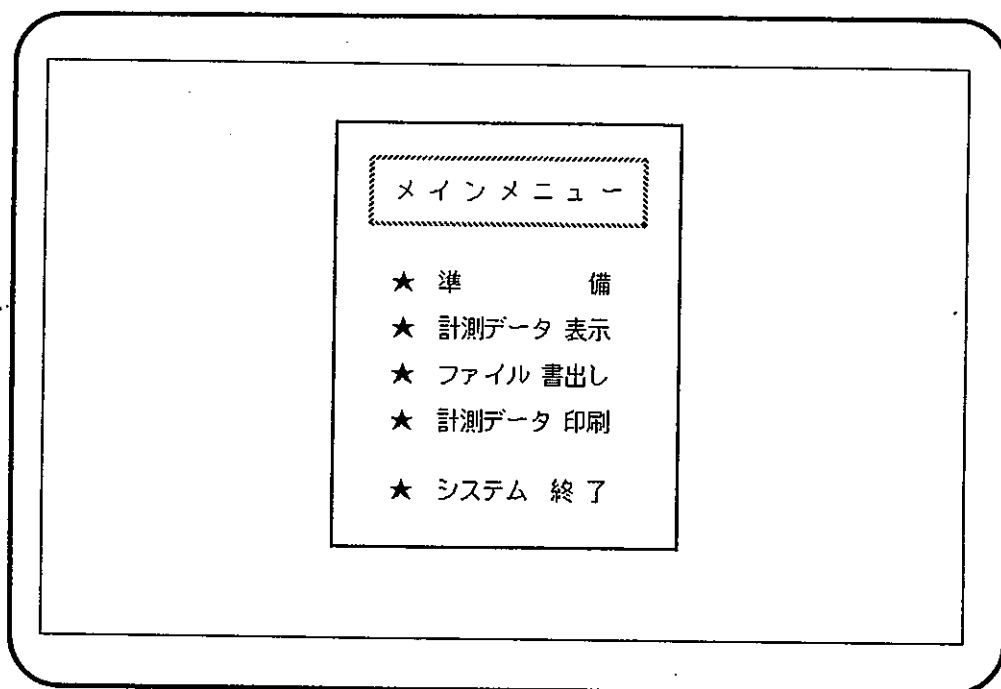 メインメニュー
★ 準　　　備
★ 計測データ 表示
★ ファイル 書出し
★ 計測データ 印刷
★ システム 終 了